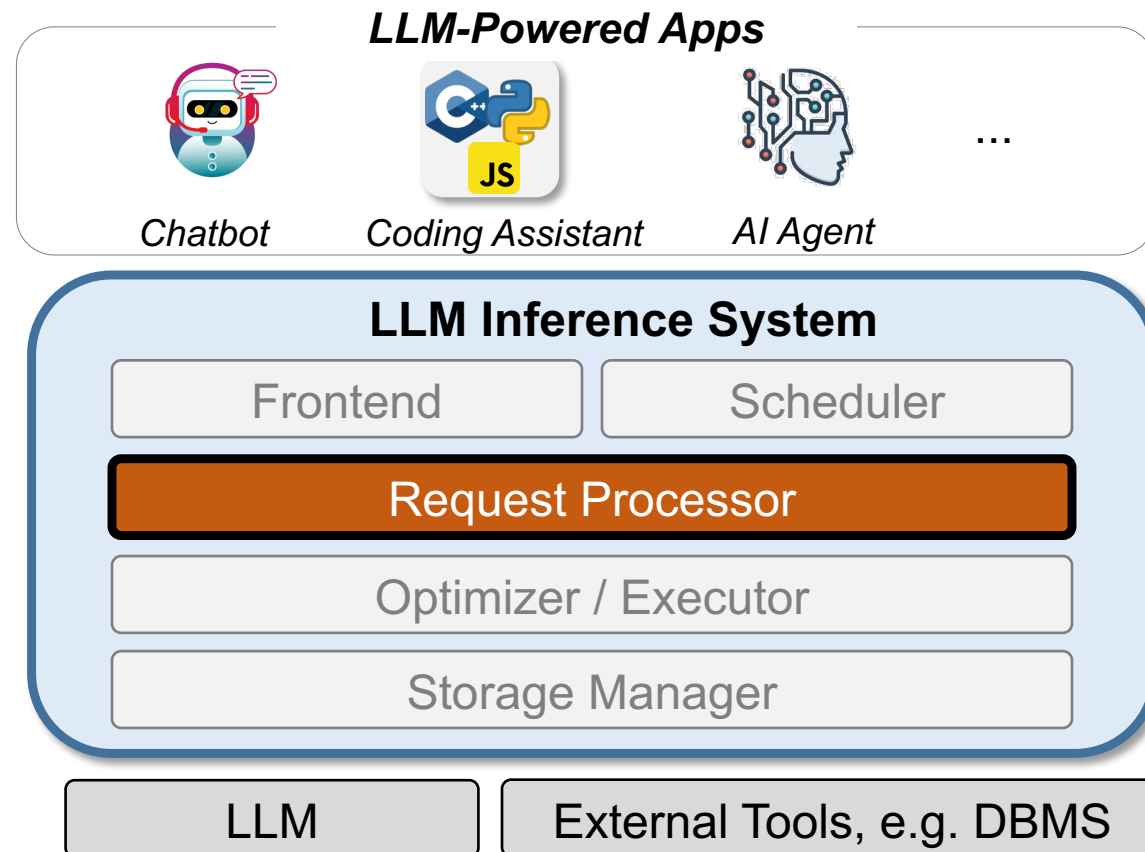 LLM-Powered Apps
C++
JS
...
Chatbot
Coding Assistant
AI Agent
LLM Inference System
Frontend
Scheduler
Request Processor
Optimizer / Executor
Storage Manager
LLM
External Tools, e.g. DBMS